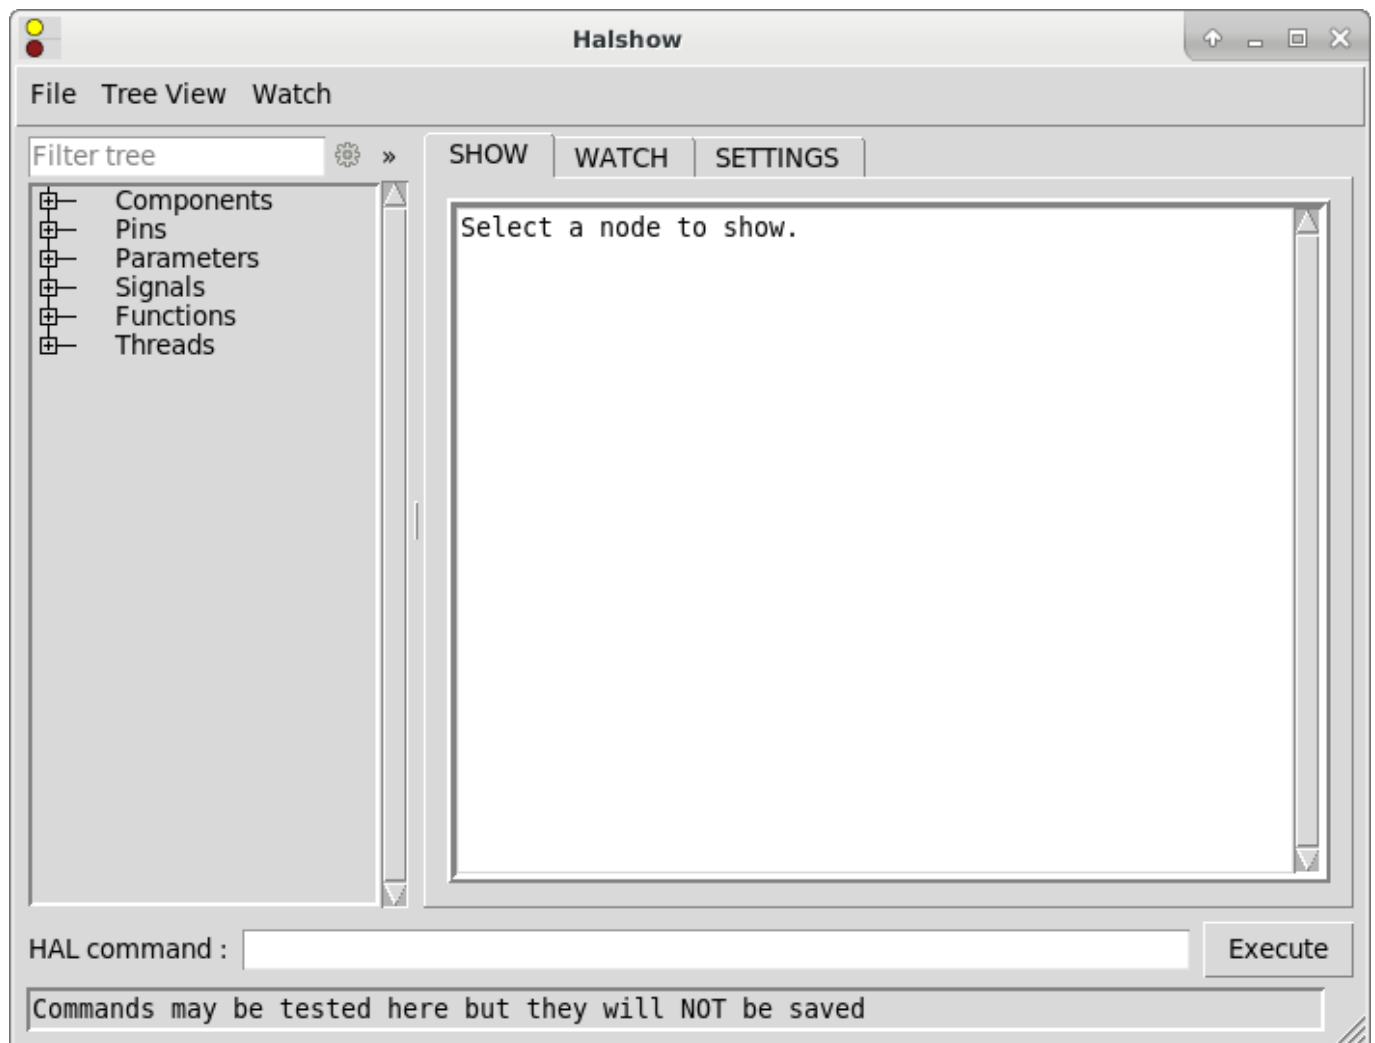 Halshow
File Tree View Watch
Filter tree »
SHOW WATCH SETTINGS
Components
Pins
Parameters
Signals
Functions
Threads
Select a node to show.
HAL command :
Execute
Commands may be tested here but they will NOT be saved